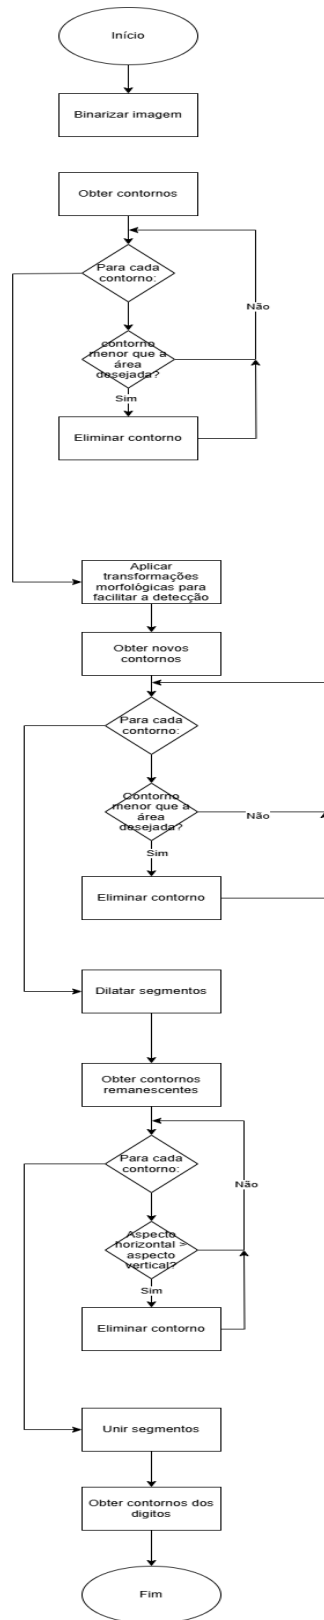 Início
Binarizar imagem
Obter contornos
Para cada
contorno:
Não
contorno
menor que a
área
desejada?
Sim
Eliminar contorno
Aplicar
transformações
morfológicas para
facilitar a detecção
Obter novos
contornos
Para cada
contorno:
Contorno
menor que a
área
desejada?
Não
Sim
Eliminar contorno
Dilatar segmentos
Obter contornos
remanescentes
Para cada
contorno:
Não
Aspecto
horizontal >
aspecto
vertical?
Sim
Eliminar contorno
Unir segmentos
Obter contornos dos
digitos
Fim